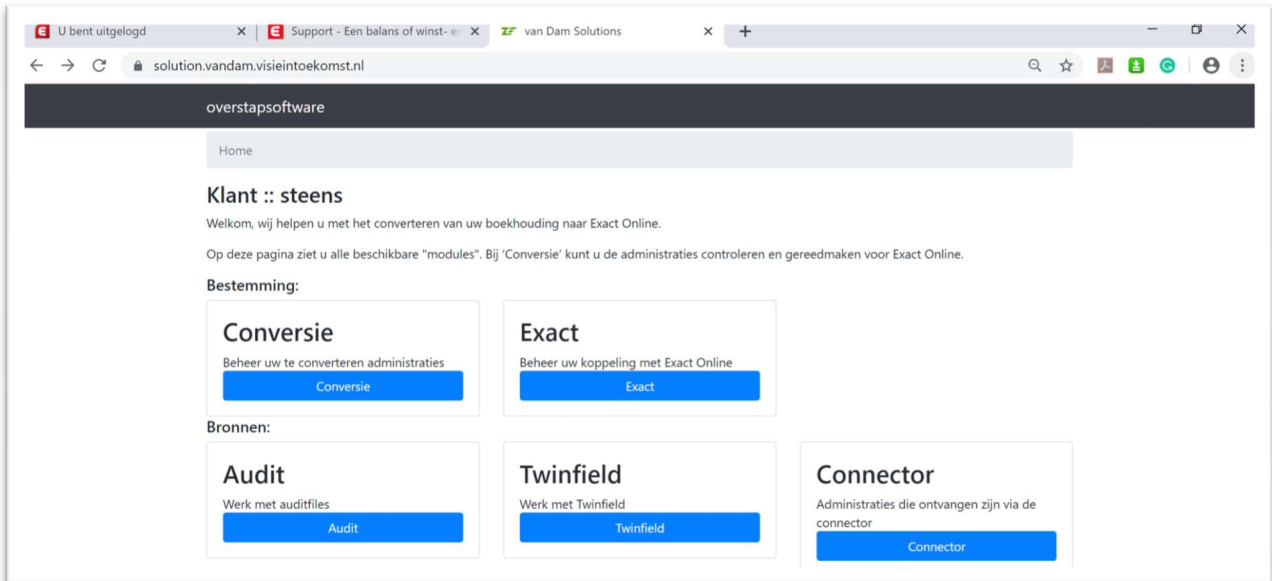 U bent uitgelogd
Support - Een balans of winst- er
van Dam Solutions
solution.vandam.visieintoekomst.nl
overstapsoftware
Home
Klant :: steens
Welkom, wij helpen u met het converteren van uw boekhouding naar Exact Online.
Op deze pagina ziet u alle beschikbare "modules". Bij 'Conversie' kunt u de administraties controleren en gereedmaken voor Exact Online.
Bestemming:
Conversie
Beheer uw te converteren administraties
Conversie
Exact
Beheer uw koppeling met Exact Online
Exact
Bronnen:
Audit
Werk met auditfiles
Audit
Twinfield
Werk met Twinfield
Twinfield
Connector
Administraties die ontvangen zijn via de
connector
Connector